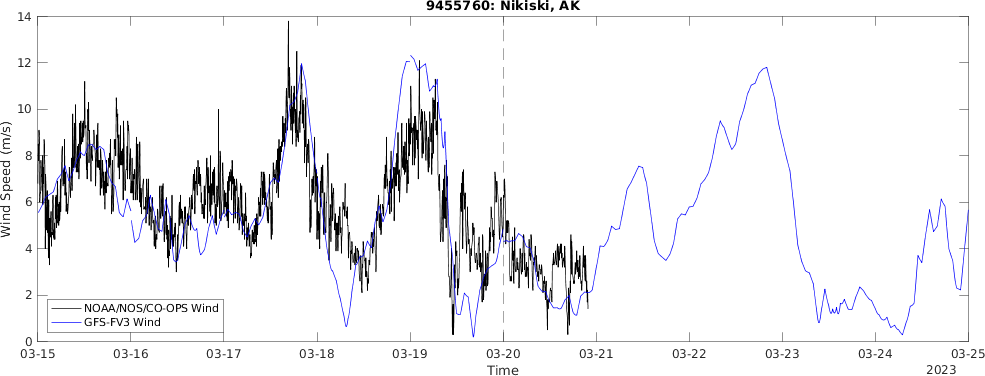 9455760: Nikiski, AK
Wind Speed (m/s)
14
12
10
8
6
4
2
0
NOAA/NOS/CO-OPS Wind
GFS-FV3 Wind
03-15 03-16 03-17 03-18 03-19 03-20 03-21 03-22 03-23 03-24 03-25
Time
2023